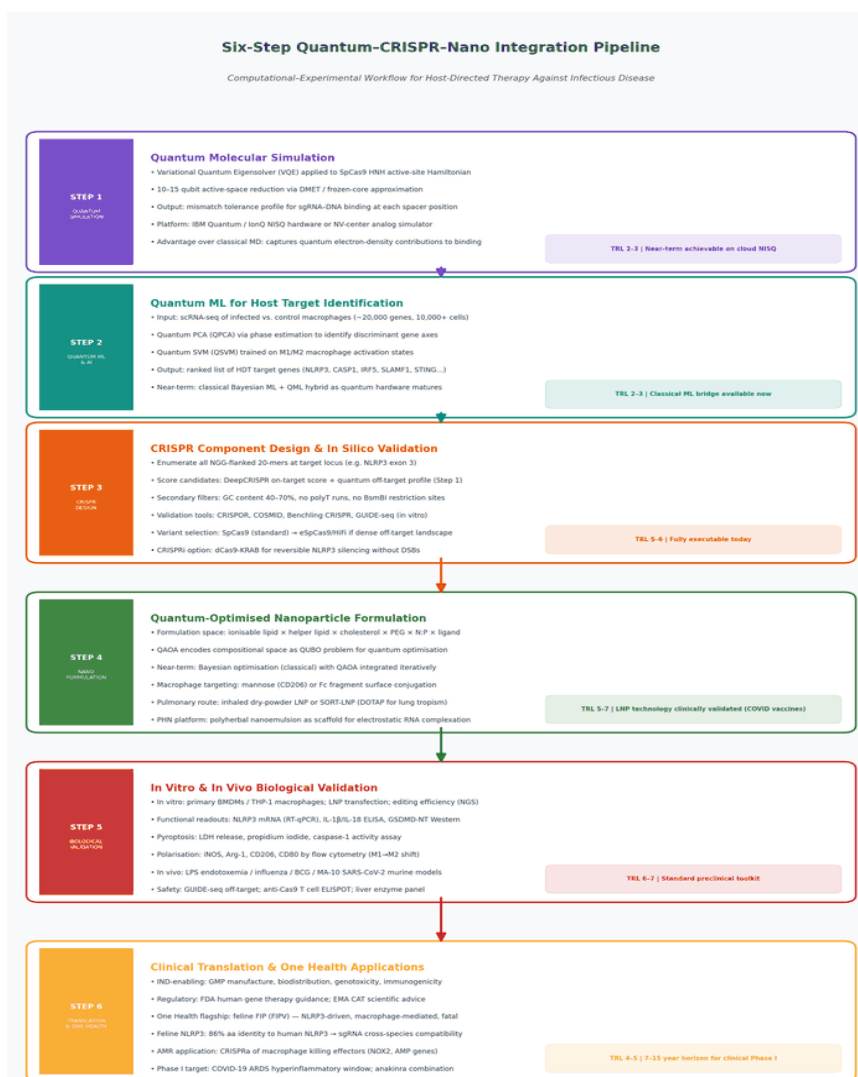 Six-Step Quantum–CRISPR–Nano Integration Pipeline
Computational–Experimental Workflow for Host-Directed Therapy Against Infectious Disease
STEP 1
QUANTUM
SIMULATION
Quantum Molecular Simulation
• Variational Quantum Eigensolver (VQE) applied to SpCas9 HNH active-site Hamiltonian
• 10–15 qubit active-space reduction via DMET / frozen-core approximation
• Output: mismatch tolerance profile for sgRNA–DNA binding at each spacer position
• Platform: IBM Quantum / IonQ NISQ hardware or NV-center analog simulator
• Advantage over classical MD: captures quantum electron-density contributions to binding
TRL 2–3 | Near-term achievable on cloud NISQ
STEP 2
QUANTUM ML
& AI
Quantum ML for Host Target Identification
• Input: scRNA-seq of infected vs. control macrophages (~20,000 genes, 10,000+ cells)
• Quantum PCA (QPCA) via phase estimation to identify discriminant gene axes
• Quantum SVM (QSVM) trained on M1/M2 macrophage activation states
• Output: ranked list of HDT target genes (NLRP3, CASP1, IRF5, SLAMF1, STING...)
• Near-term: classical Bayesian ML + QML hybrid as quantum hardware matures
TRL 2–3 | Classical ML bridge available now
STEP 3
CRISPR
DESIGN
CRISPR Component Design & In Silico Validation
• Enumerate all NGG-flanked 20-mers at target locus (e.g. NLRP3 exon 3)
• Score candidates: DeepCRISPR on-target score + quantum off-target profile (Step 1)
• Secondary filters: GC content 40–70%, no polyT runs, no BsmBI restriction sites
• Validation tools: CRISPOR, COSMID, Benchling CRISPR, GUIDE-seq (in vitro)
• Variant selection: SpCas9 (standard) → eSpCas9/HiFi if dense off-target landscape
• CRISPRi option: dCas9-KRAB for reversible NLRP3 silencing without DSBs
TRL 5–6 | Fully executable today
STEP 4
NANO
FORMULATION
Quantum-Optimised Nanoparticle Formulation
• Formulation space: ionisable lipid × helper lipid × cholesterol × PEG × N:P × ligand
• QAOA encodes compositional space as QUBO problem for quantum optimisation
• Near-term: Bayesian optimisation (classical) with QAOA integrated iteratively
• Macrophage targeting: mannose (CD206) or Fc fragment surface conjugation
• Pulmonary route: inhaled dry-powder LNP or SORT-LNP (DOTAP for lung tropism)
• PHN platform: polyherbal nanoemulsion as scaffold for electrostatic RNA complexation
TRL 5–7 | LNP technology clinically validated (COVID vaccines)
STEP 5
BIOLOGICAL
VALIDATION
In Vitro & In Vivo Biological Validation
• In vitro: primary BMDMs / THP-1 macrophages; LNP transfection; editing efficiency (NGS)
• Functional readouts: NLRP3 mRNA (RT-qPCR), IL-1β/IL-18 ELISA, GSDMD-NT Western
• Pyroptosis: LDH release, propidium iodide, caspase-1 activity assay
• Polarisation: iNOS, Arg-1, CD206, CD80 by flow cytometry (M1→M2 shift)
• In vivo: LPS endotoxemia / influenza / BCG / MA-10 SARS-CoV-2 murine models
• Safety: GUIDE-seq off-target; anti-Cas9 T cell ELISPOT; liver enzyme panel
TRL 6–7 | Standard preclinical toolkit
STEP 6
TRANSLATION
& ONE HEALTH
Clinical Translation & One Health Applications
• IND-enabling: GMP manufacture, biodistribution, genotoxicity, immunogenicity
• Regulatory: FDA human gene therapy guidance; EMA CAT scientific advice
• One Health flagship: feline FIP (FIPV) — NLRP3-driven, macrophage-mediated, fatal
• Feline NLRP3: 86% aa identity to human NLRP3 → sgRNA cross-species compatibility
• AMR application: CRISPRa of macrophage killing effectors (NOX2, AMP genes)
• Phase I target: COVID-19 ARDS hyperinflammatory window; anakinra combination
TRL 4–5 | 7–15 year horizon for clinical Phase I